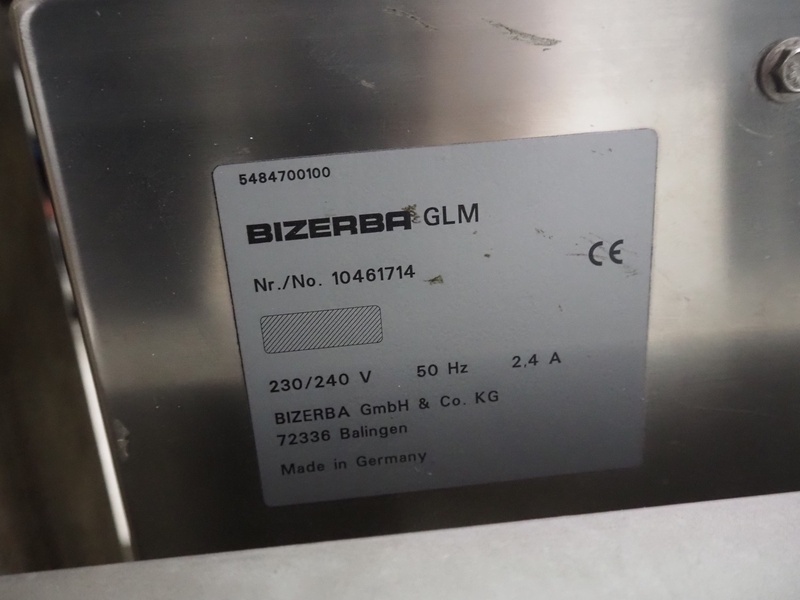 5484700100
BIZERBA GLM
CE
Nr./No. 10461714
230/240 V 50 Hz 2,4 A
BIZERBA GmbH & Co. KG
72336 Balingen
Made in Germany